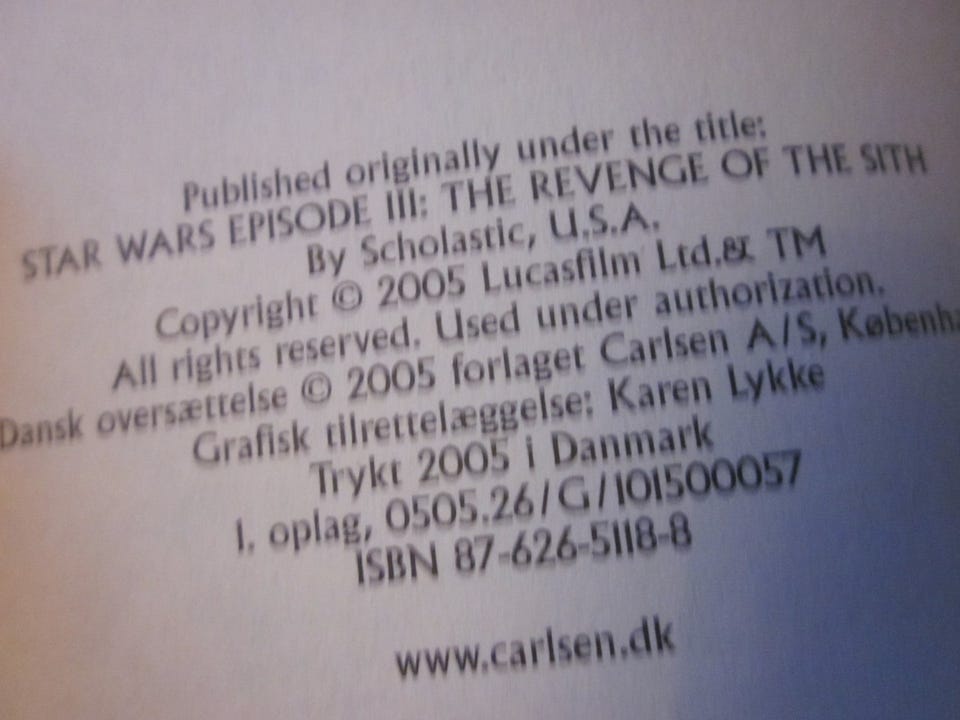 Published originally under the title:
STAR WARS EPISODE III: THE REVENGE OF THE SITH
By Scholastic, U.S.A.
Copyright © 2005 Lucasfilm Ltd.& TM
All rights reserved. Used under authorization.
Dansk oversættelse © 2005 forlaget Carlsen A/S,
Grafisk tilrettelæggelse: Karen Lykke
Trykt 2005 i Danmark
1. oplag, 0505.26/G/101500057
ISBN 87-626-5118-8
www.carlsen.dk